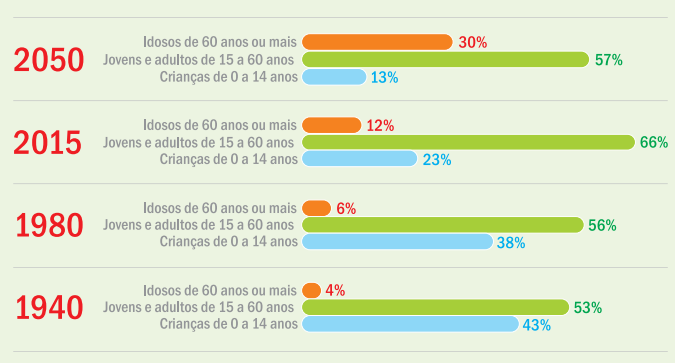 2050
Idosos de 60 anos ou mais 30%
Jovens e adultos de 15 a 60 anos 57%
Crianças de 0 a 14 anos 13%
2015
Idosos de 60 anos ou mais 12%
Jovens e adultos de 15 a 60 anos 66%
Crianças de 0 a 14 anos 23%
1980
Idosos de 60 anos ou mais 6%
Jovens e adultos de 15 a 60 anos 56%
Crianças de 0 a 14 anos 38%
1940
Idosos de 60 anos ou mais 4%
Jovens e adultos de 15 a 60 anos 53%
Crianças de 0 a 14 anos 43%